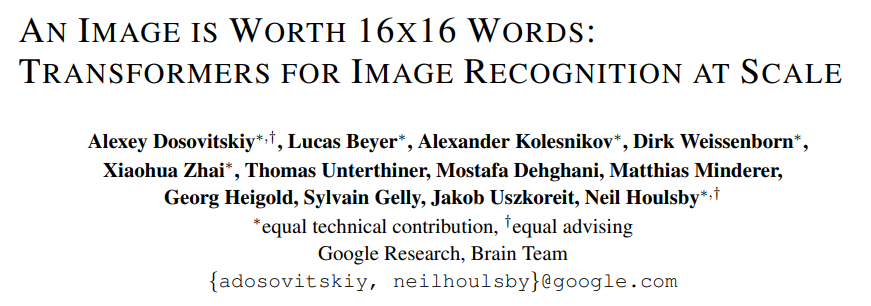 AN IMAGE IS WORTH 16X16 WORDS:
TRANSFORMERS FOR IMAGE RECOGNITION AT SCALE
Alexey Dosovitskiy*,†, Lucas Beyer*, Alexander Kolesnikov*, Dirk Weissenborn*,
Xiaohua Zhai*, Thomas Unterthiner, Mostafa Dehghani, Matthias Minderer,
Georg Heigold, Sylvain Gelly, Jakob Uszkoreit, Neil Houlsby*,†
*equal technical contribution, †equal advising
Google Research, Brain Team
{adosovitskiy, neilhoulsby}@google.com